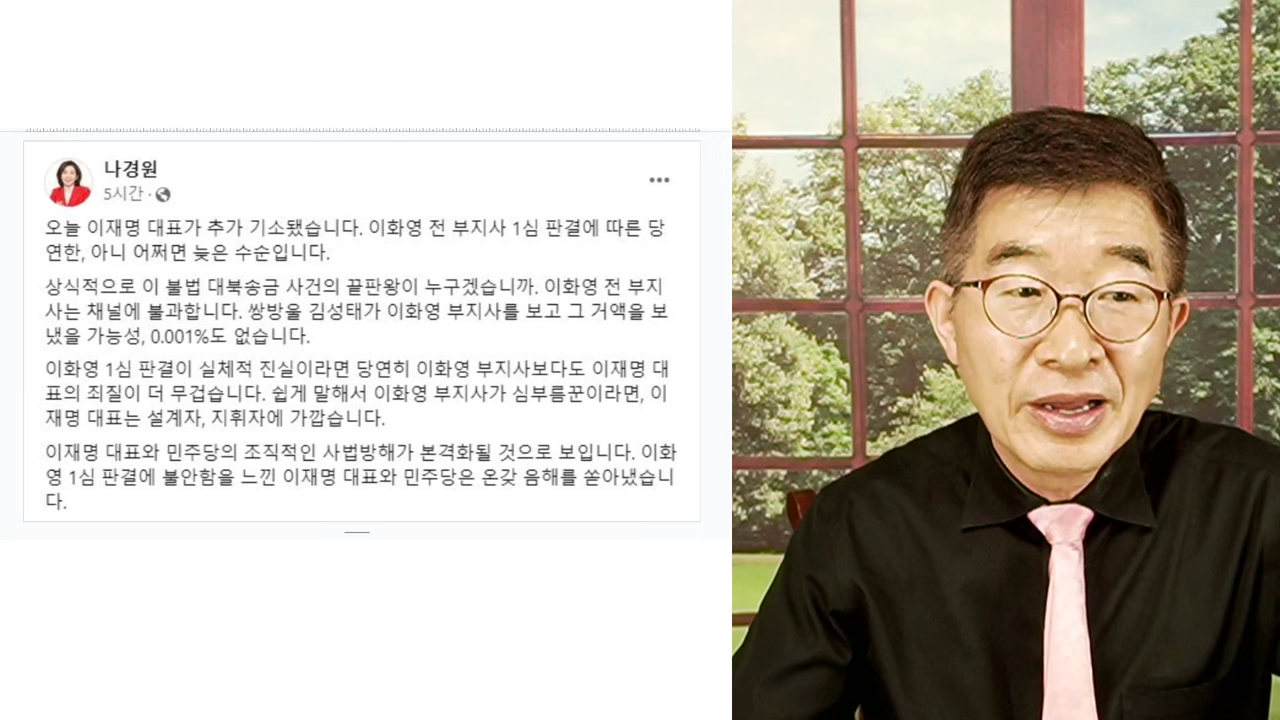 나경원
5시간 ·
오늘 이재명 대표가 추가 기소됐습니다. 이화영 전 부지사 1심 판결에 따른 당
연한, 아니 어쩌면 늦은 수순입니다.
상식적으로 이 불법 대북송금 사건의 끝판왕이 누구겠습니까. 이화영 전 부지
사는 채널에 불과합니다. 쌍방울 김성태가 이화영 부지사를 보고 그 거액을 보
냈을 가능성, 0.001%도 없습니다.
이화영 1심 판결이 실체적 진실이라면 당연히 이화영 부지사보다도 이재명 대
표의 죄질이 더 무겁습니다. 쉽게 말해서 이화영 부지사가 심부름꾼이라면, 이
재명 대표는 설계자, 지휘자에 가깝습니다.
이재명 대표와 민주당의 조직적인 사법방해가 본격화될 것으로 보입니다. 이화
영 1심 판결에 불안함을 느낀 이재명 대표와 민주당은 온갖 음해를 쏟아냈습니
다.